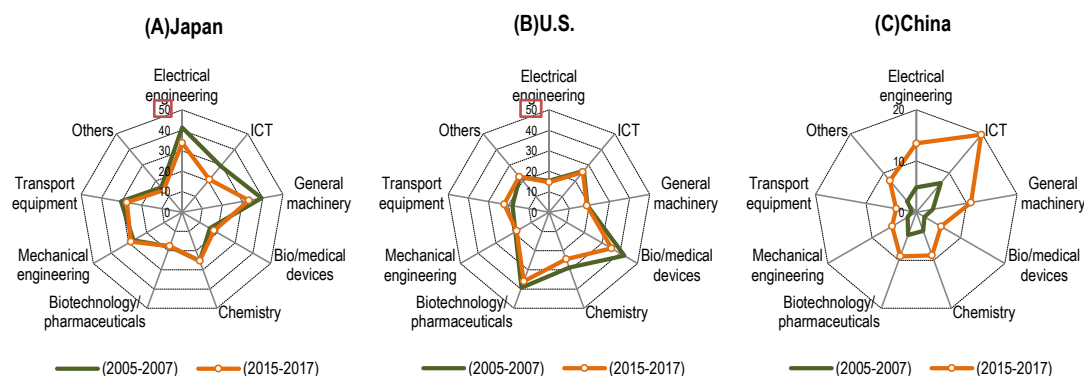 (A)Japan
Electrical
engineering
50
40
30
20
10
0
ICT
General
machinery
Bio/medical
devices
Chemistry
Biotechnology/
pharmaceuticals
Mechanical
engineering
Transport
equipment
Others
(2005-2007)
(2015-2017)
(B)U.S.
Electrical
engineering
50
40
30
20
10
0
ICT
General
machinery
Bio/medical
devices
Chemistry
Biotechnology/
pharmaceuticals
Mechanical
engineering
Transport
equipment
Others
(2005-2007)
(2015-2017)
(C)China
Electrical
engineering
20
10
0
ICT
General
machinery
Bio/medical
devices
Chemistry
Biotechnology/
pharmaceuticals
Mechanical
engineering
Transport
equipment
Others
(2005-2007)
(2015-2017)